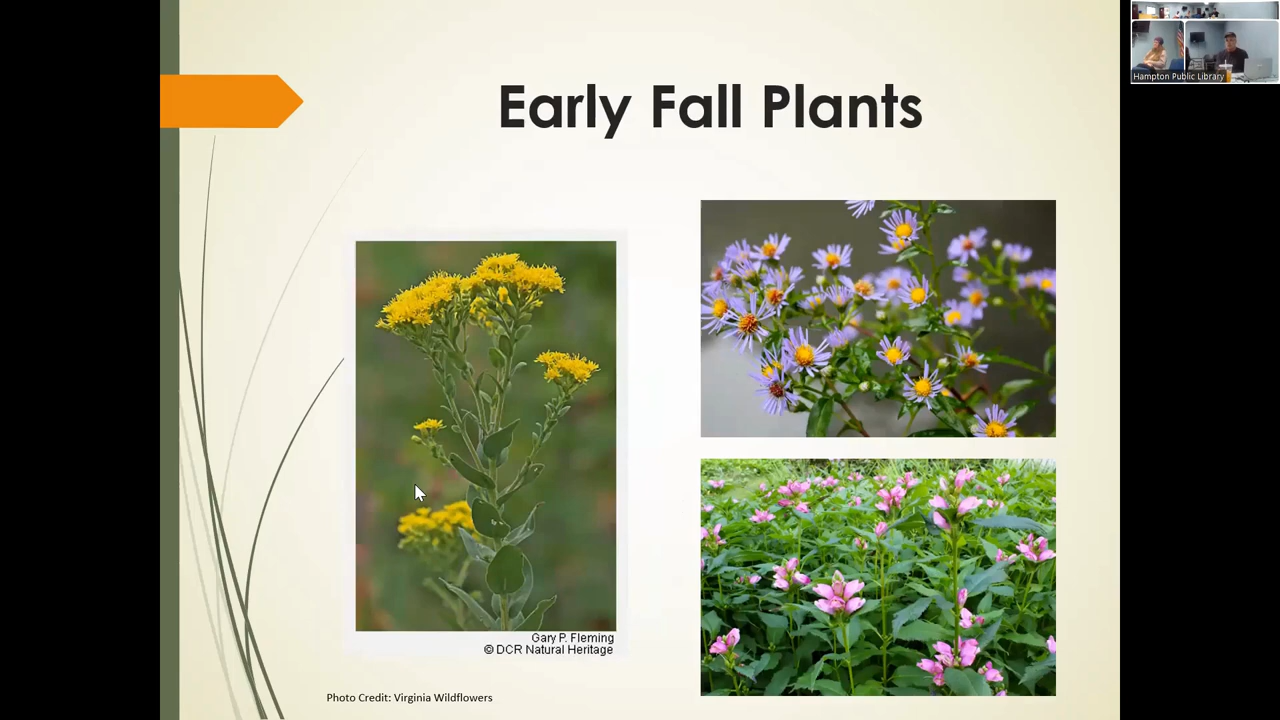 Early Fall Plants
Gary P. Fleming
© DCR Natural Heritage
Photo Credit: Virginia Wildflowers
Hampton Public Library